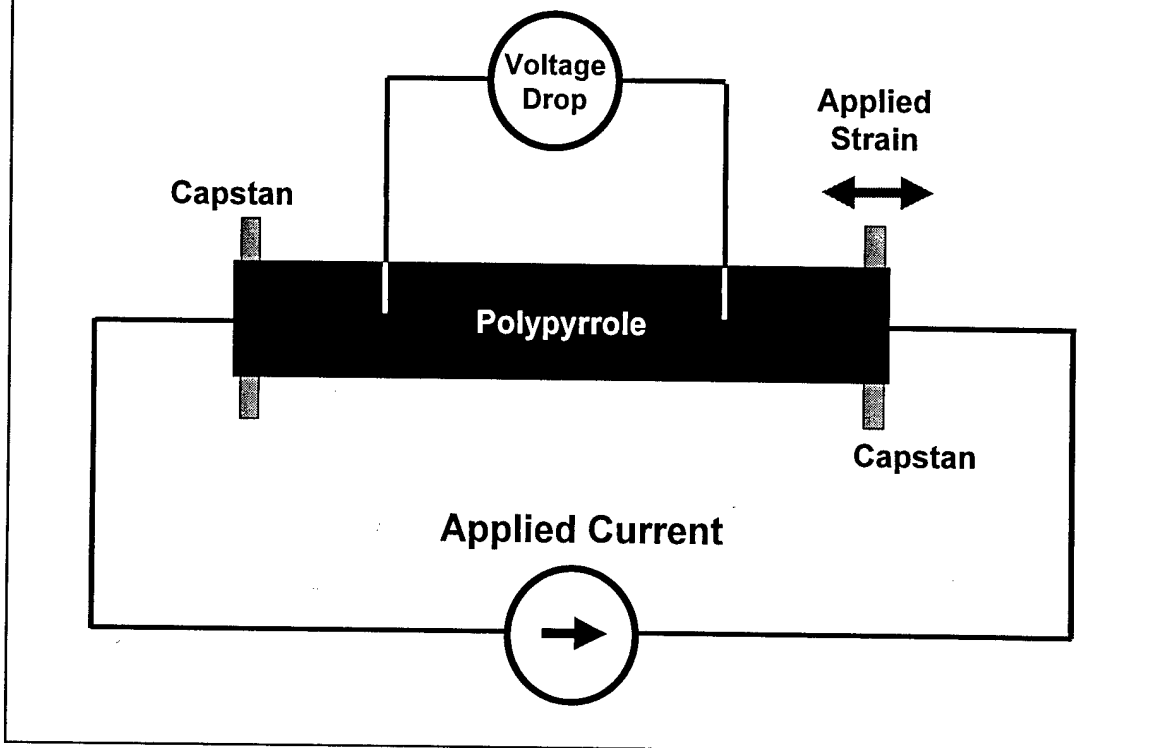 Voltage
Drop
Applied
Strain
Capstan
Polypyrrole
Capstan
Applied Current